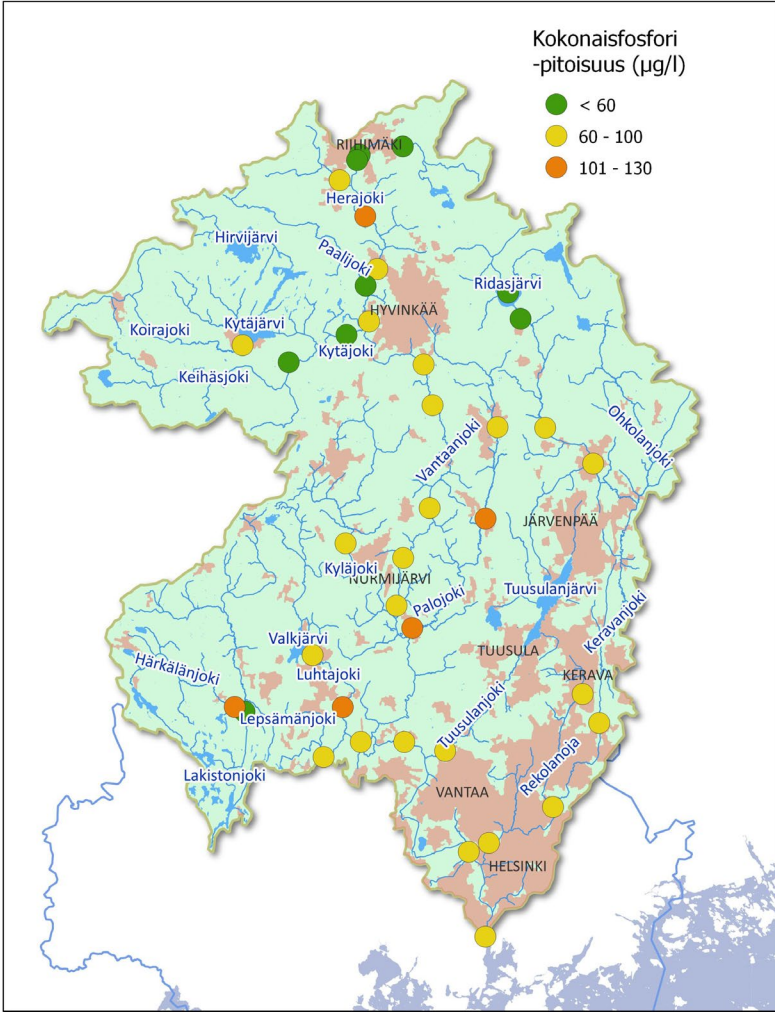 Kokonaisfosfori
-pitoisuus (µg/l)
< 60
60 - 100
101 - 130
RIIHIMÄKI
Herajoki
Hirvijärvi
Paalijoki
Ridasjärvi
HYVINKÄÄ
Koirajoki
Kytäjärvi
Kytäjoki
Keihäsjoki
Ohkolanjoki
Vantaanjoki
JÄRVENPÄÄ
Kyläjoki
NURMIJÄRVI
Tuusulanjärvi
Palojoki
Keravanjoki
Valkjärvi
TUUSULA
Härkälänjoki
Luhtajoki
KERAVA
Lepsämänjoki
Tuusulanjoki
Lakistonjoki
Rekolanoja
VANTAA
HELSINKI